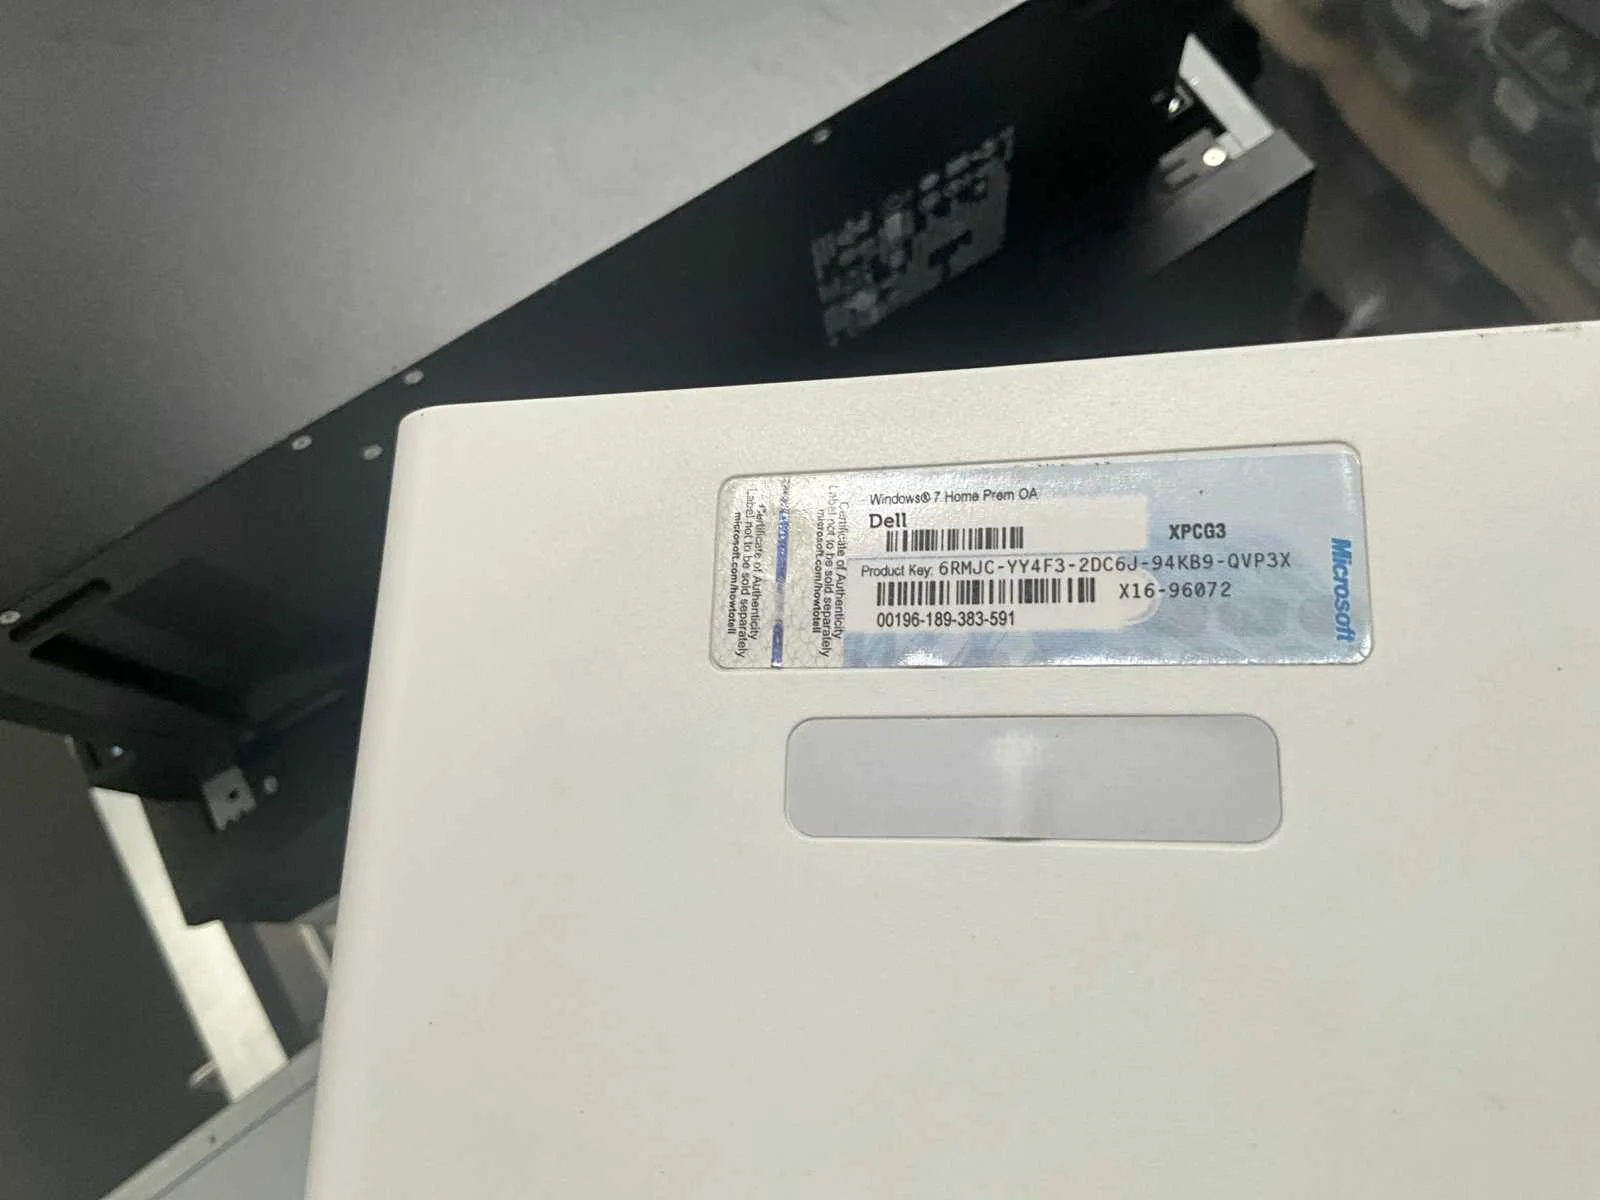 Windows® 7 Home Prem OA
Dell
XPCG3
Product Key: 6RMJC-YY4F3-2DC6J-94KB9-QVP3X
X16-96072
00196-189-383-591
Microsoft
Certificate of Authenticity
Label not to be sold separately
microsoft.com/howtotell
Certificate of Authenticity
Label not to be sold separately
microsoft.com/howtotell